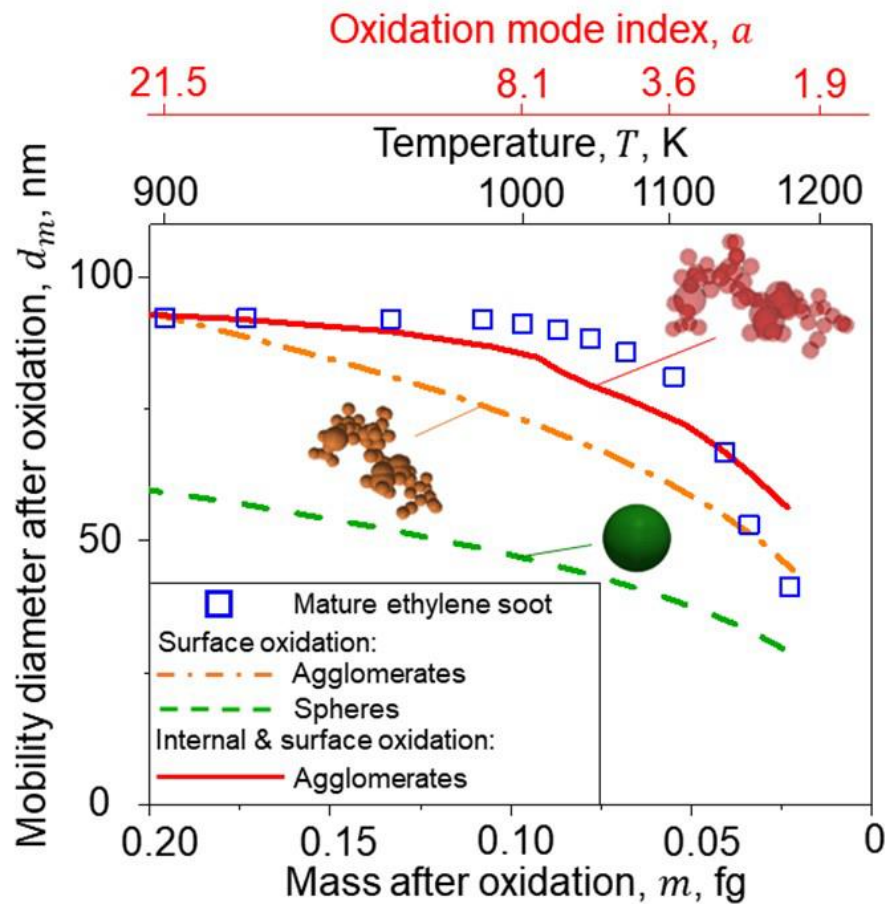 Oxidation mode index, a
21.5 8.1 3.6 1.9
Temperature, T, K
900 1000 1100 1200
Mobility diameter after oxidation, dₘ, nm
100
50
0
Mature ethylene soot
Surface oxidation:
Agglomerates
Spheres
Internal & surface oxidation:
Agglomerates
0.20 0.15 0.10 0.05 0
Mass after oxidation, m, fg